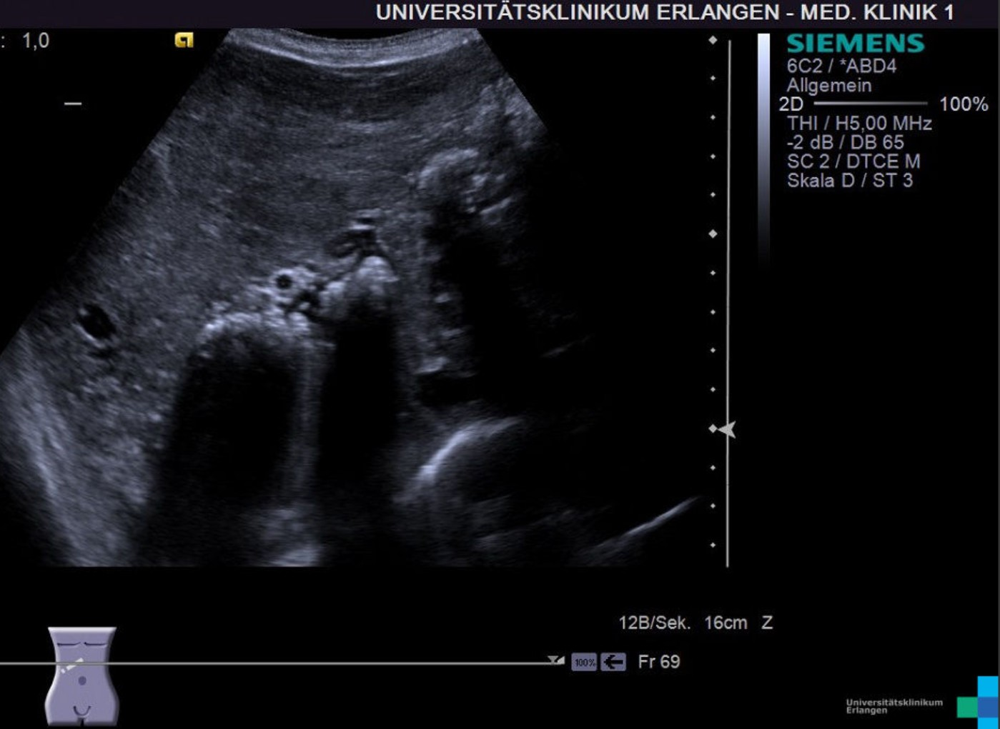 UNIVERSITÄTSKLINIKUM ERLANGEN - MED. KLINIK 1
: 1,0
SIEMENS
6C2 / *ABD4
Allgemein
2D 100%
THI / H5,00 MHz
-2 dB / DB 65
SC 2 / DTCE M
Skala D / ST 3
12B/Sek. 16cm Z
100% Fr 69
Universitätsklinikum
Erlangen